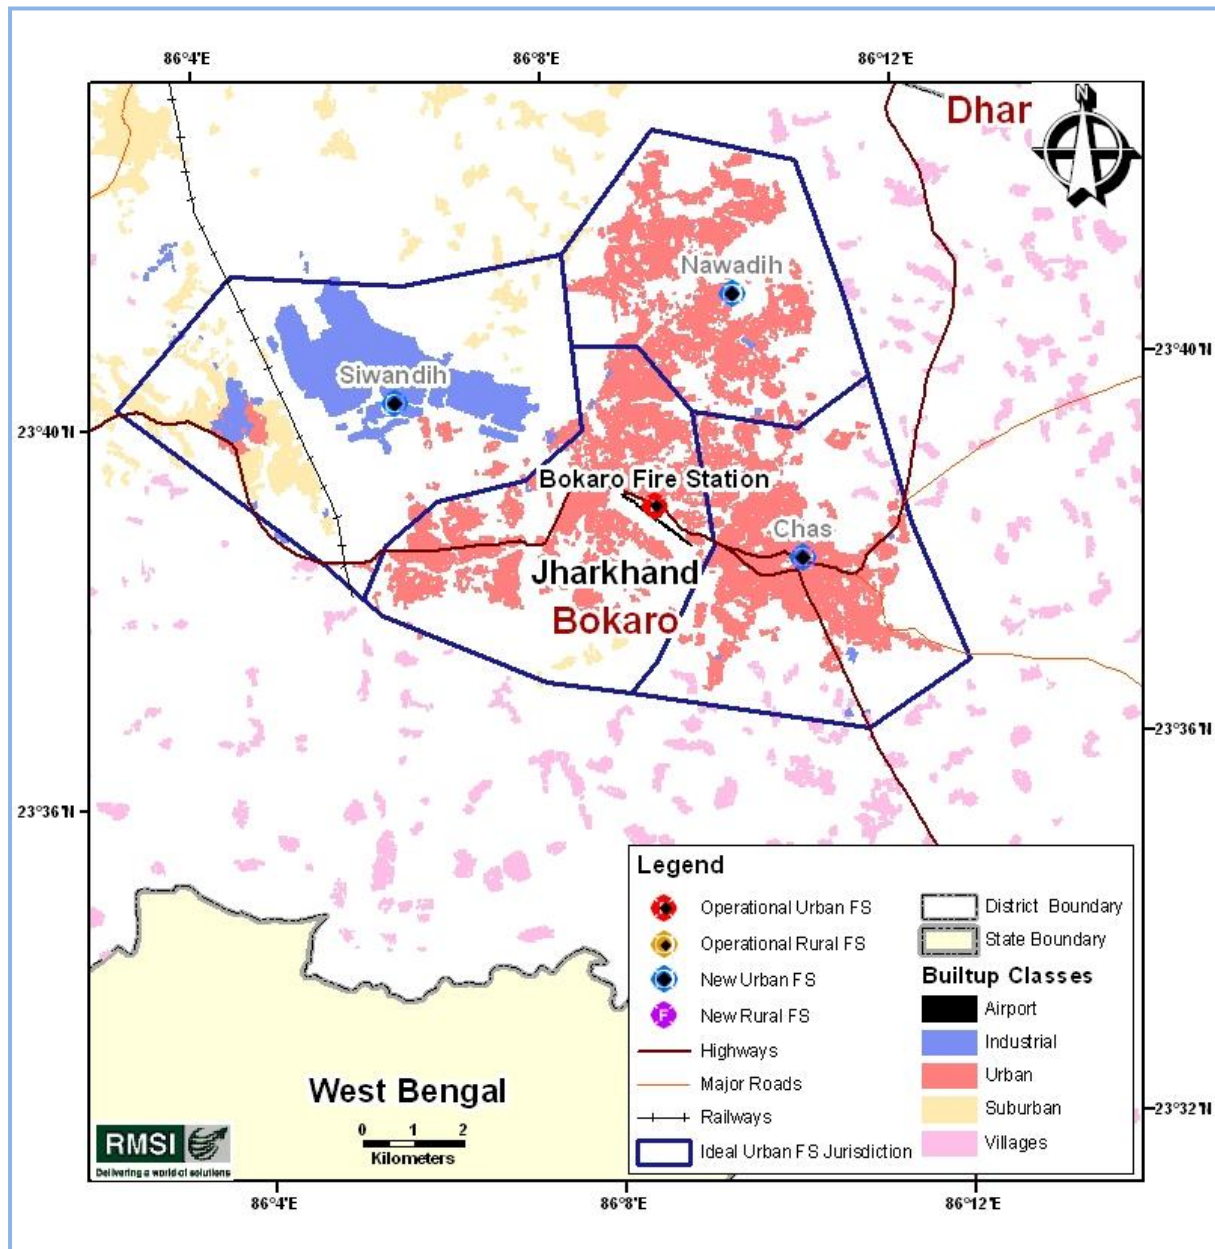 86°4'E 86°8'E 86°12'E
Dhar
N
Nawadih
23°40'N
Siwandih
23°40'N
Bokaro Fire Station
Chas
Jharkhand
Bokaro
23°36'N
23°36'N
Legend
Operational Urban FS
Operational Rural FS
New Urban FS
F New Rural FS
Highways
Major Roads
Railways
Ideal Urban FS Jurisdiction
District Boundary
State Boundary
Builtup Classes
Airport
Industrial
Urban
Suburban
Villages
West Bengal
23°32'N
RMSI
Delivering a world of solutions
0 1 2
Kilometers
86°4'E 86°8'E 86°12'E